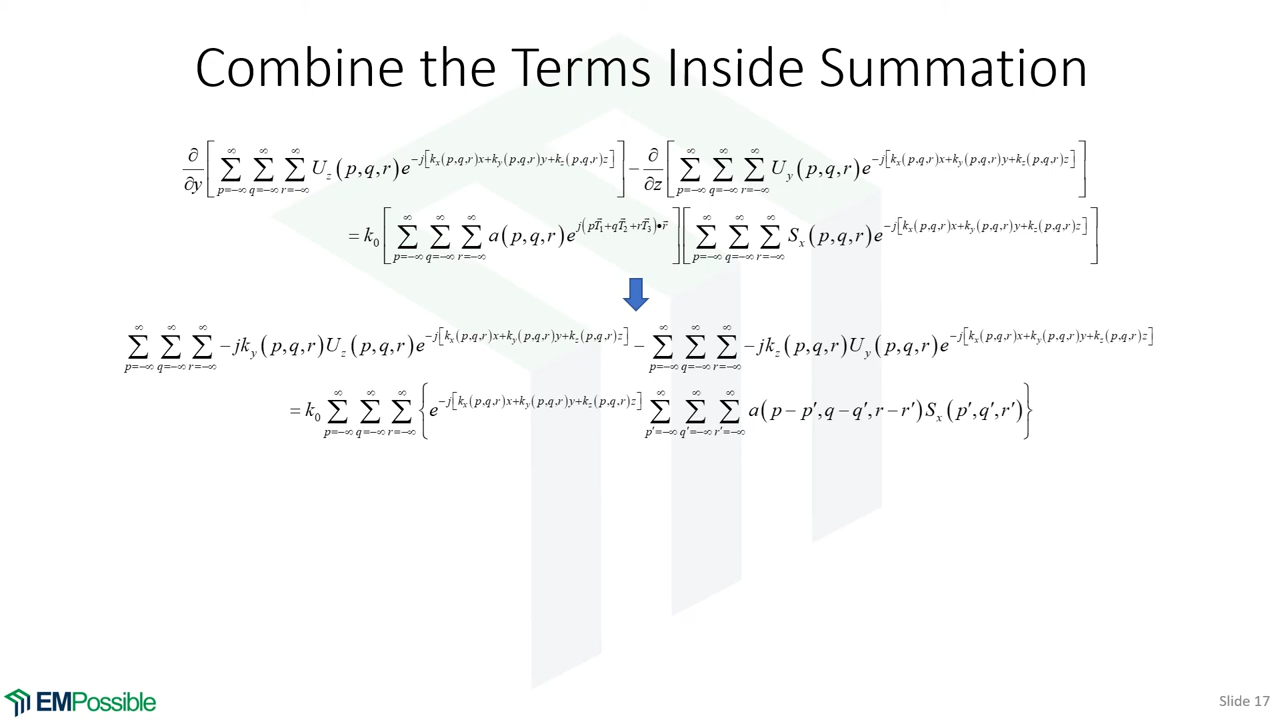 Combine the Terms Inside Summation
∂/∂y [ ∑_{p=-∞}^{∞} ∑_{q=-∞}^{∞} ∑_{r=-∞}^{∞} U_z(p,q,r) e^{-j[k_x(p,q,r)x+k_y(p,q,r)y+k_z(p,q,r)z]} ] − ∂/∂z [ ∑_{p=-∞}^{∞} ∑_{q=-∞}^{∞} ∑_{r=-∞}^{∞} U_y(p,q,r) e^{-j[k_x(p,q,r)x+k_y(p,q,r)y+k_z(p,q,r)z]} ]
= k_0 [ ∑_{p=-∞}^{∞} ∑_{q=-∞}^{∞} ∑_{r=-∞}^{∞} a(p,q,r) e^{j(pT⃗_1+qT⃗_2+rT⃗_3)•r⃗} ] [ ∑_{p=-∞}^{∞} ∑_{q=-∞}^{∞} ∑_{r=-∞}^{∞} S_x(p,q,r) e^{-j[k_x(p,q,r)x+k_y(p,q,r)y+k_z(p,q,r)z]} ]
∑_{p=-∞}^{∞} ∑_{q=-∞}^{∞} ∑_{r=-∞}^{∞} −jk_y(p,q,r) U_z(p,q,r) e^{-j[k_x(p,q,r)x+k_y(p,q,r)y+k_z(p,q,r)z]} − ∑_{p=-∞}^{∞} ∑_{q=-∞}^{∞} ∑_{r=-∞}^{∞} −jk_z(p,q,r) U_y(p,q,r) e^{-j[k_x(p,q,r)x+k_y(p,q,r)y+k_z(p,q,r)z]}
= k_0 ∑_{p=-∞}^{∞} ∑_{q=-∞}^{∞} ∑_{r=-∞}^{∞} { e^{-j[k_x(p,q,r)x+k_y(p,q,r)y+k_z(p,q,r)z]} ∑_{p′=-∞}^{∞} ∑_{q′=-∞}^{∞} ∑_{r′=-∞}^{∞} a(p−p′,q−q′,r−r′) S_x(p′,q′,r′) }
EMPossible
Slide 17